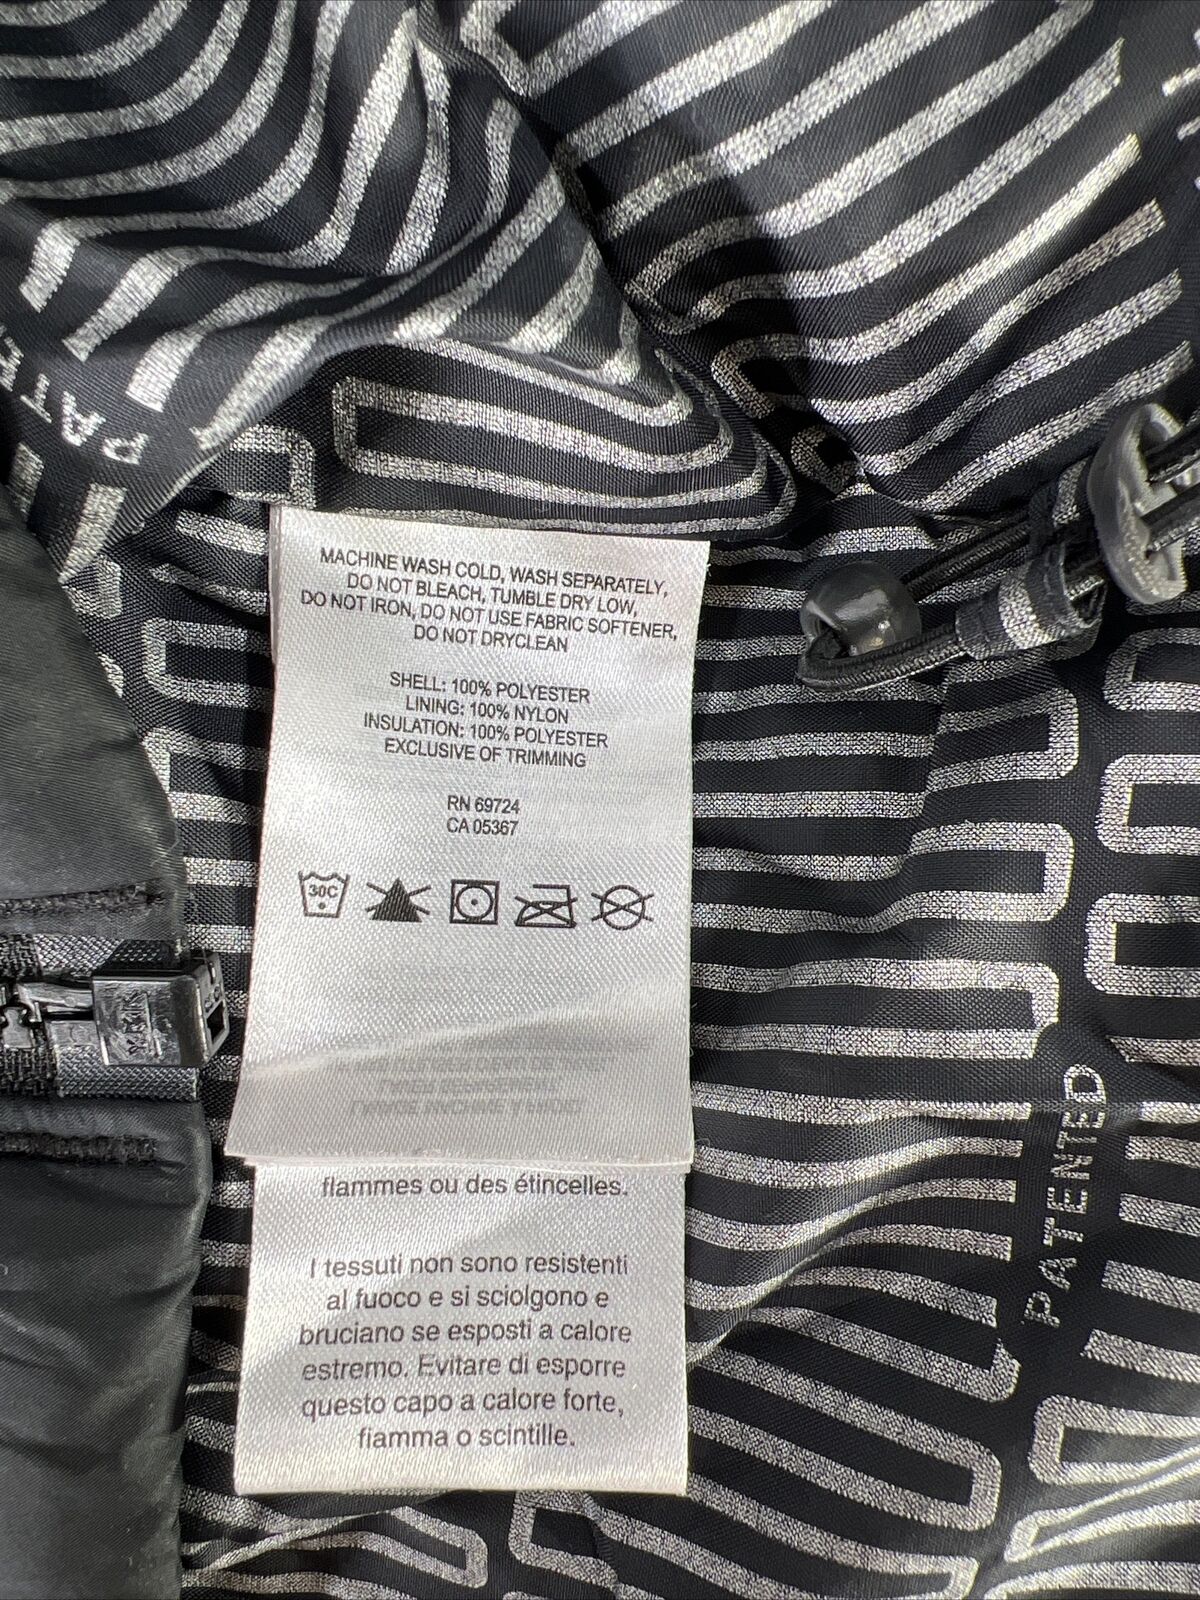 MACHINE WASH COLD, WASH SEPARATELY,
DO NOT BLEACH, TUMBLE DRY LOW,
DO NOT IRON, DO NOT USE FABRIC SOFTENER,
DO NOT DRYCLEAN
SHELL: 100% POLYESTER
LINING: 100% NYLON
INSULATION: 100% POLYESTER
EXCLUSIVE OF TRIMMING
RN 69724
CA 05367
30C
flammes ou des étincelles.
I tessuti non sono resistenti
al fuoco e si sciolgono e
bruciano se esposti a calore
estremo. Evitare di esporre
questo capo a calore forte,
fiamma o scintille.
PATENTED
PATE